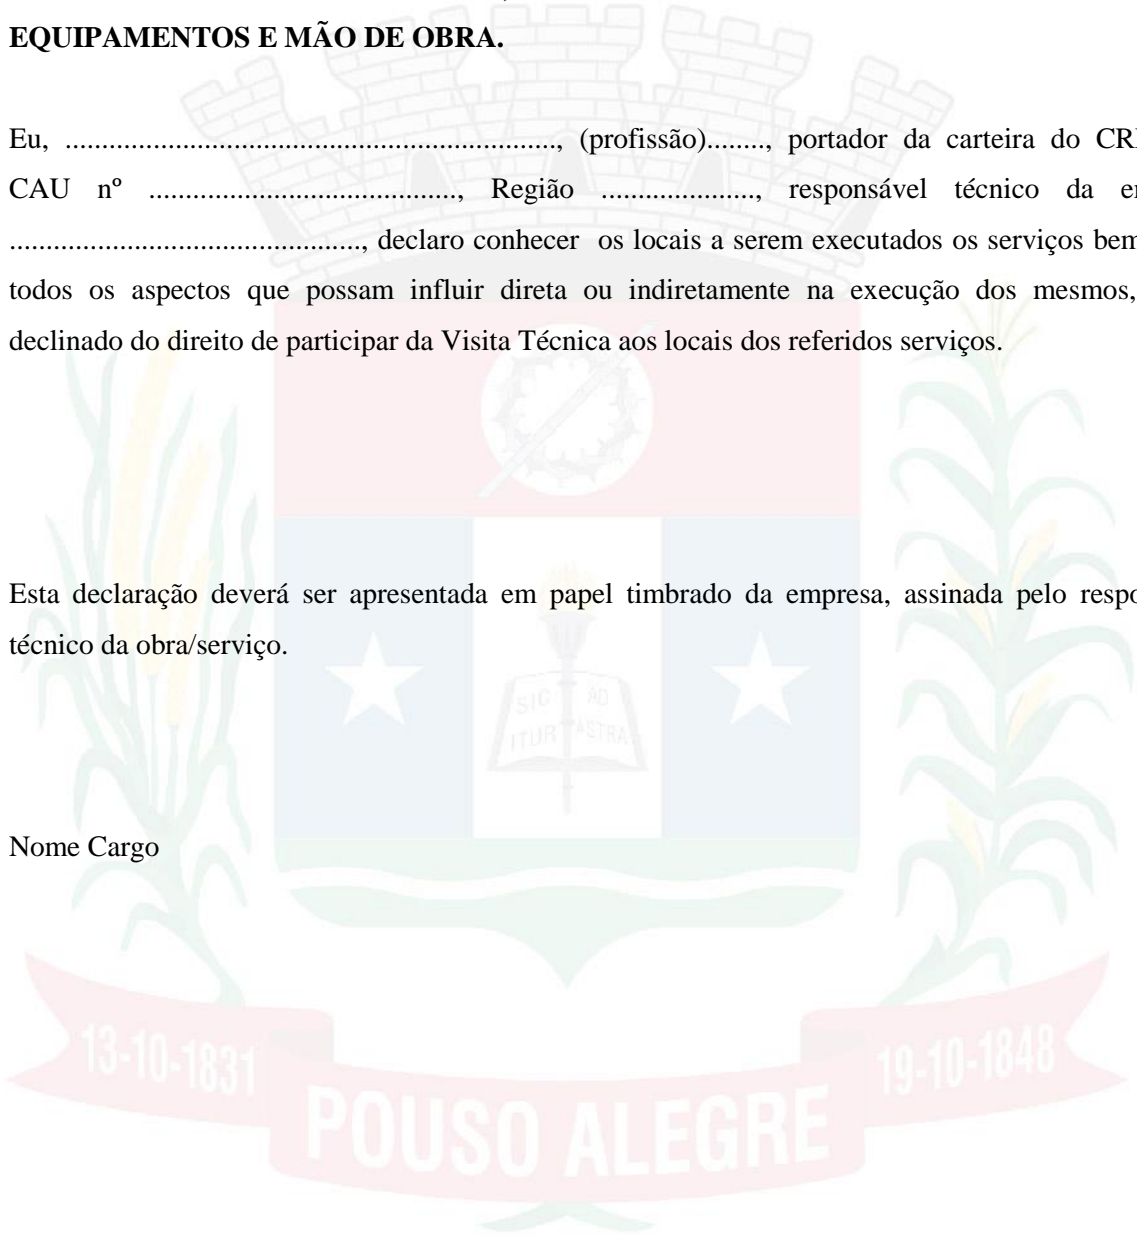 EQUIPAMENTOS E MÃO DE OBRA.
Eu, ..................................................................., (profissão)........, portador da carteira do
CAU nº .........................................., Região ....................., responsável técnico da
................................................, declaro conhecer os locais a serem executados os serviços bem
todos os aspectos que possam influir direta ou indiretamente na execução dos mesmos,
declinado do direito de participar da Visita Técnica aos locais dos referidos serviços.
Esta declaração deverá ser apresentada em papel timbrado da empresa, assinada pelo
técnico da obra/serviço.
SIC AD
ITUR ASTRA
Nome Cargo
13-10-1831
19-10-1848
POUSO ALEGRE